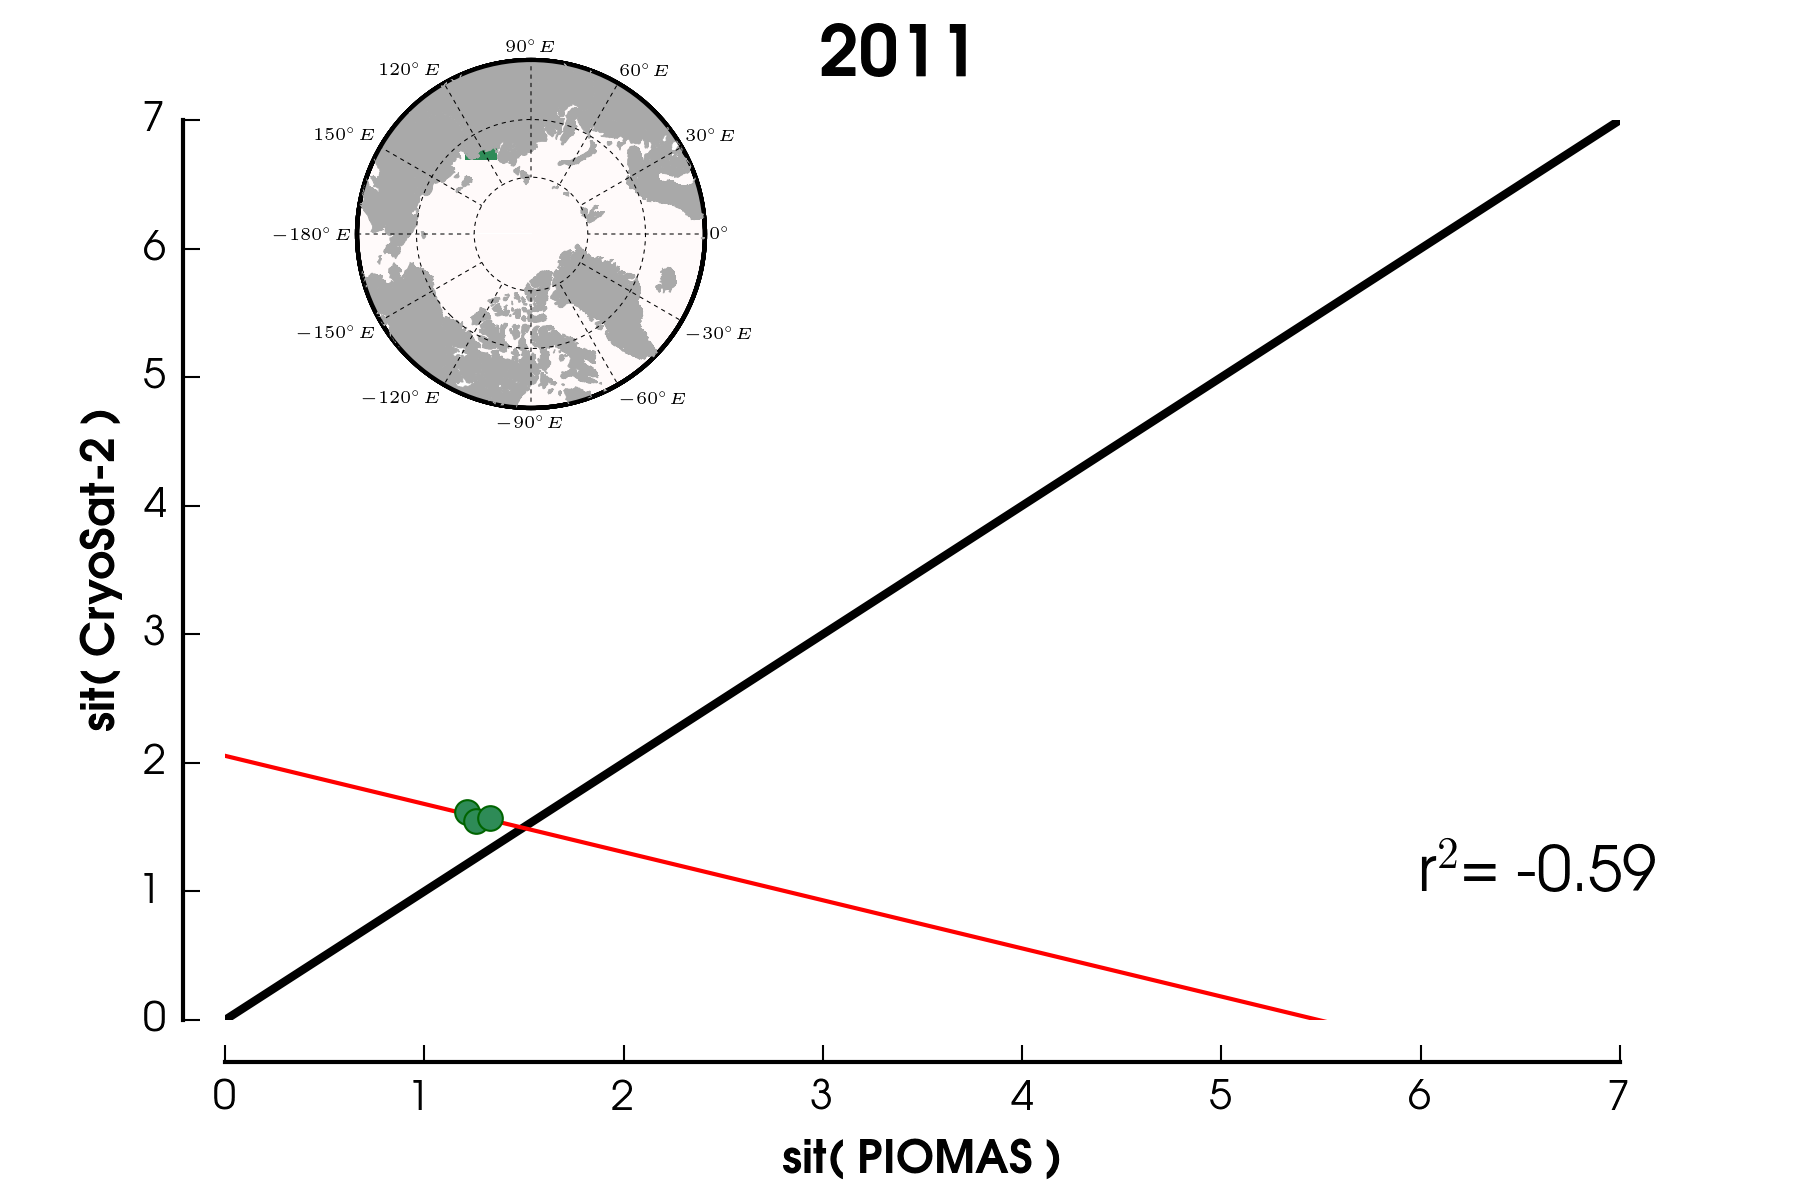 2011
90° E
120° E
60° E
150° E
30° E
−180° E
0°
−150° E
−30° E
−120° E
−60° E
−90° E
7
6
5
4
3
2
1
0
sit( CryoSat-2 )
r²= -0.59
0 1 2 3 4 5 6 7
sit( PIOMAS )